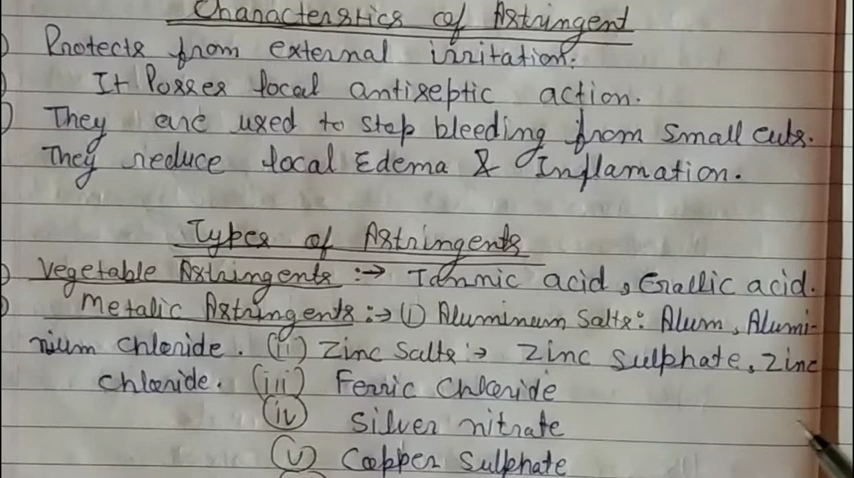 Characteristics of Astringent
Protects from external irritation.
It Posses local antiseptic action.
They are used to stop bleeding from small cuts.
They reduce local Edema & Inflamation.
Types of Astringents
Vegetable Astringents :→ Tannic acid, Gallic acid.
Metalic Astringents :→ (i) Aluminum Salts: Alum, Alumi-
nium Chloride. (ii) Zinc Salts :→ Zinc Sulphate, Zinc
Chloride. (iii) Ferric Chloride
(iv) Silver nitrate
(v) Copper Sulphate